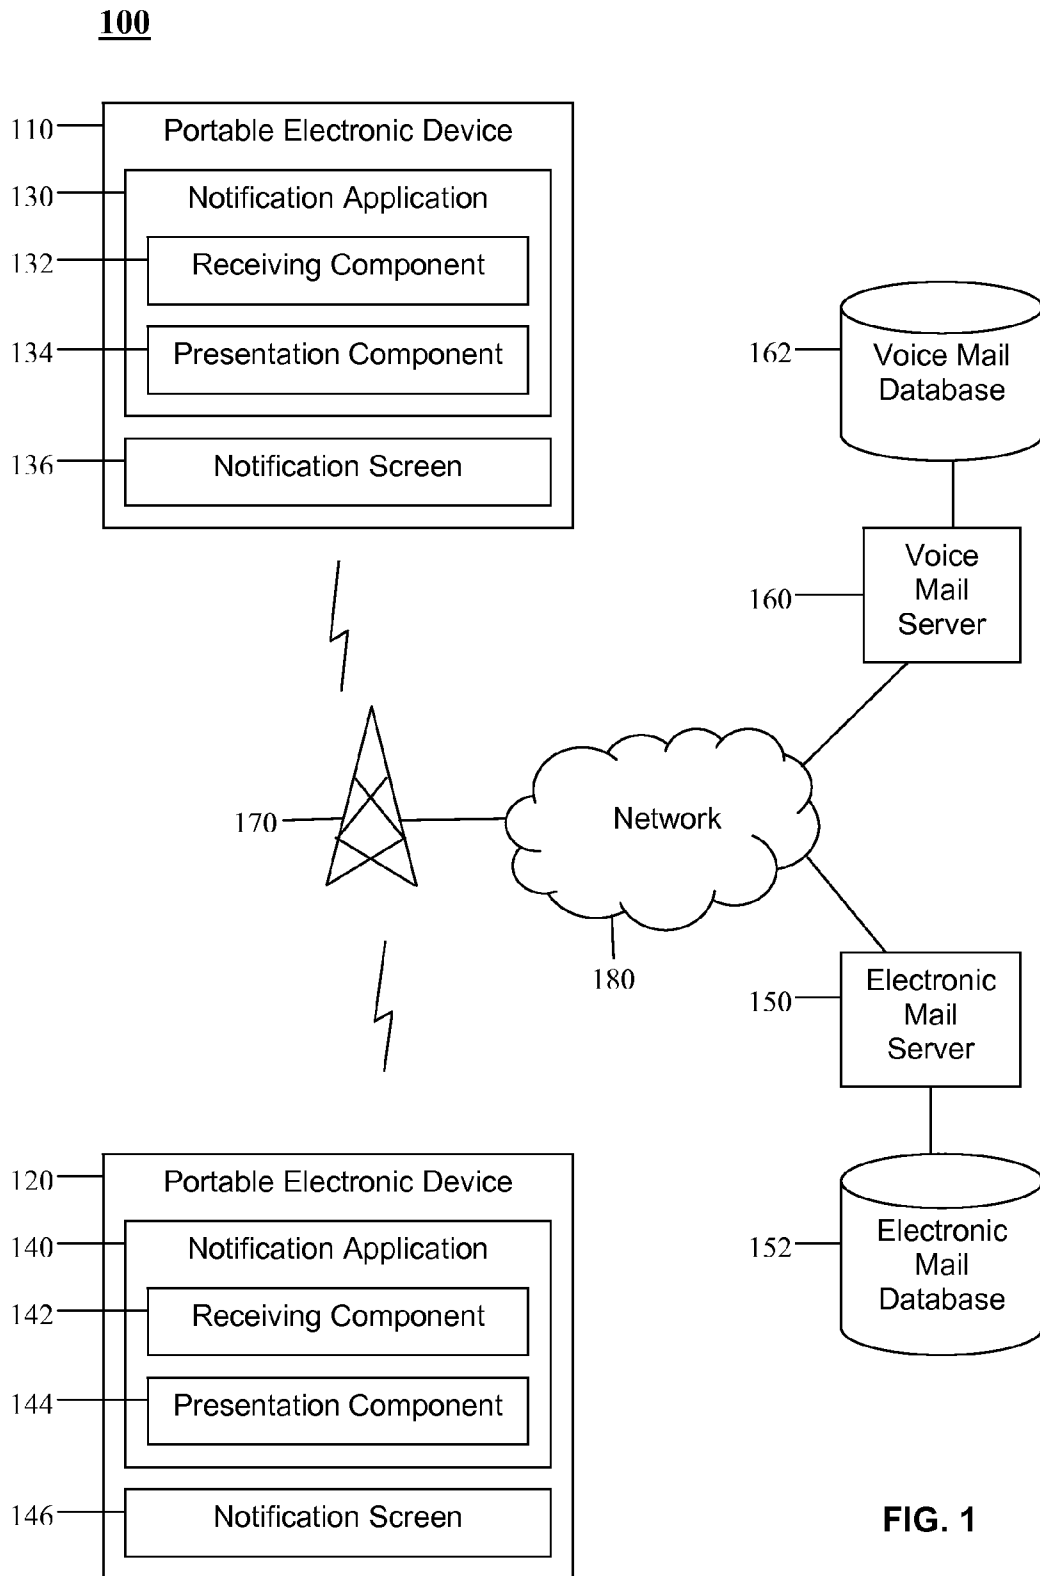 100
110
Portable Electronic Device
130
Notification Application
132
Receiving Component
134
Presentation Component
136
Notification Screen
162
Voice Mail
Database
160
Voice
Mail
Server
170
Network
180
150
Electronic
Mail
Server
120
Portable Electronic Device
140
Notification Application
142
Receiving Component
144
Presentation Component
146
Notification Screen
152
Electronic
Mail
Database
FIG. 1